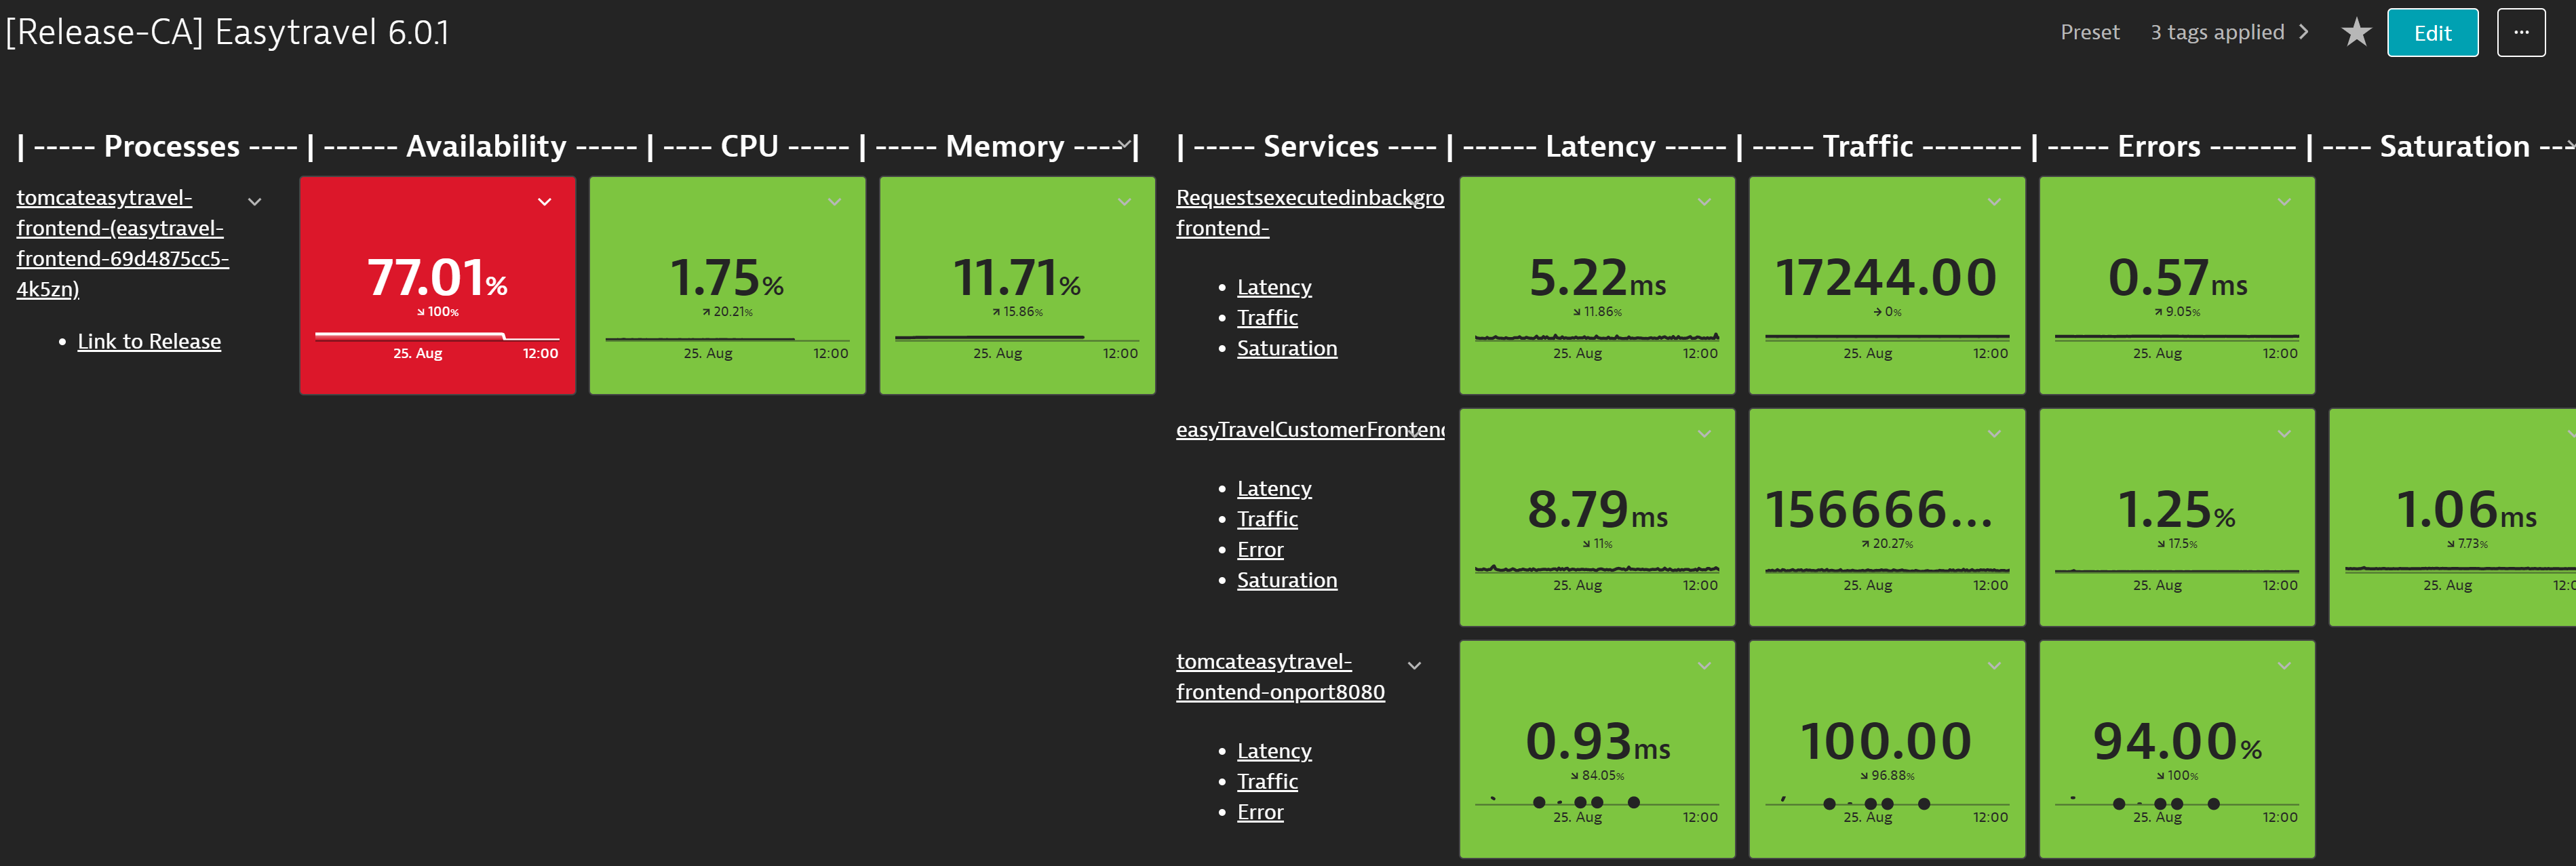 [Release-CA] Easytravel 6.0.1
Preset 3 tags applied
Edit
| ----- Processes ---- | ------ Availability ----- | ---- CPU ----- | ----- Memory ---- |
tomcateasytravel-
frontend-(easytravel-
frontend-69d4875cc5-
4k5zn)
Link to Release
77.01%
100%
25. Aug 12:00
1.75%
20.21%
25. Aug 12:00
11.71%
15.86%
25. Aug 12:00
| ----- Services ---- | ------ Latency ----- | ----- Traffic -------- | ----- Errors ------- | ---- Saturation ---
Requestsexecutedinbackgro
frontend-
Latency
Traffic
Saturation
5.22ms
11.86%
25. Aug 12:00
17244.00
0%
25. Aug 12:00
0.57ms
9.05%
25. Aug 12:00
easyTravelCustomerFrontend
Latency
Traffic
Error
Saturation
8.79ms
11%
25. Aug 12:00
156666...
20.27%
25. Aug 12:00
1.25%
17.5%
25. Aug 12:00
1.06ms
7.73%
25. Aug 12:0
tomcateasytravel-
frontend-onport8080
Latency
Traffic
Error
0.93ms
84.05%
25. Aug 12:00
100.00
96.88%
25. Aug 12:00
94.00%
100%
25. Aug 12:00